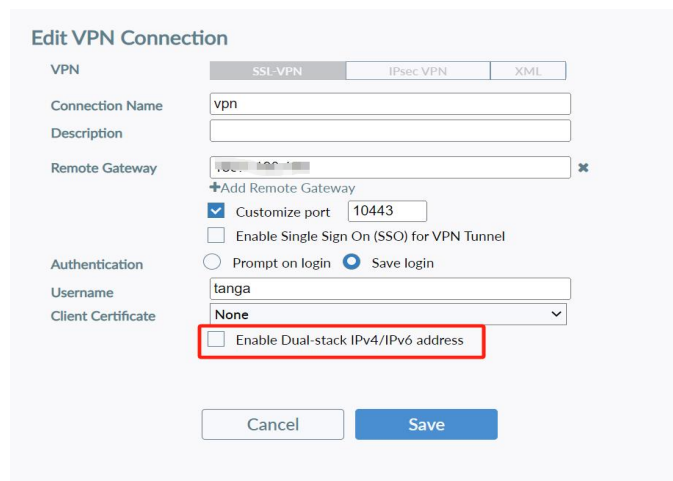 Edit VPN Connection
VPN
SSL-VPN
IPsec VPN
XML
Connection Name
vpn
Description
Remote Gateway
+Add Remote Gateway
Customize port
10443
Enable Single Sign On (SSO) for VPN Tunnel
Authentication
Prompt on login
Save login
Username
tanga
Client Certificate
None
Enable Dual-stack IPv4/IPv6 address
Cancel
Save